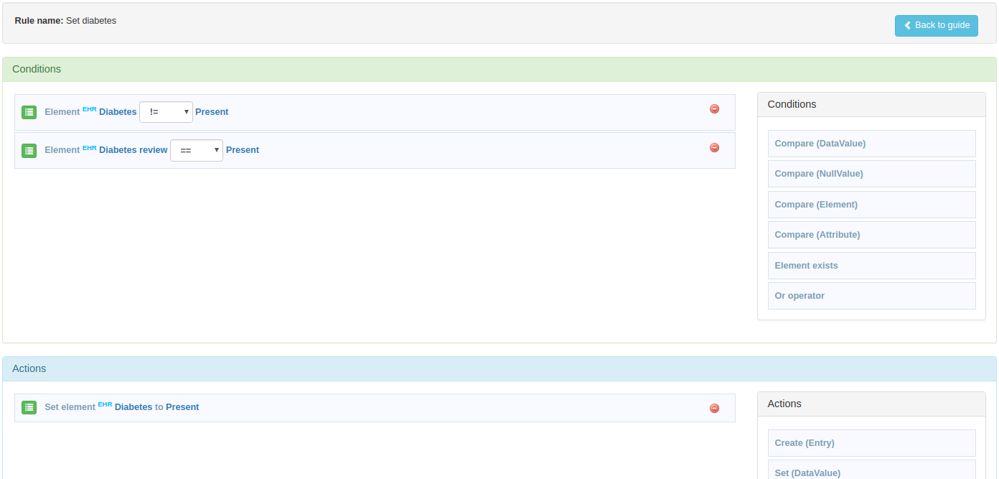 Rule name: Set diabetes
Back to guide
Conditions
Element EHR Diabetes != Present
Element EHR Diabetes review == Present
Conditions
Compare (DataValue)
Compare (NullValue)
Compare (Element)
Compare (Attribute)
Element exists
Or operator
Actions
Set element EHR Diabetes to Present
Actions
Create (Entry)
Set (DataValue)